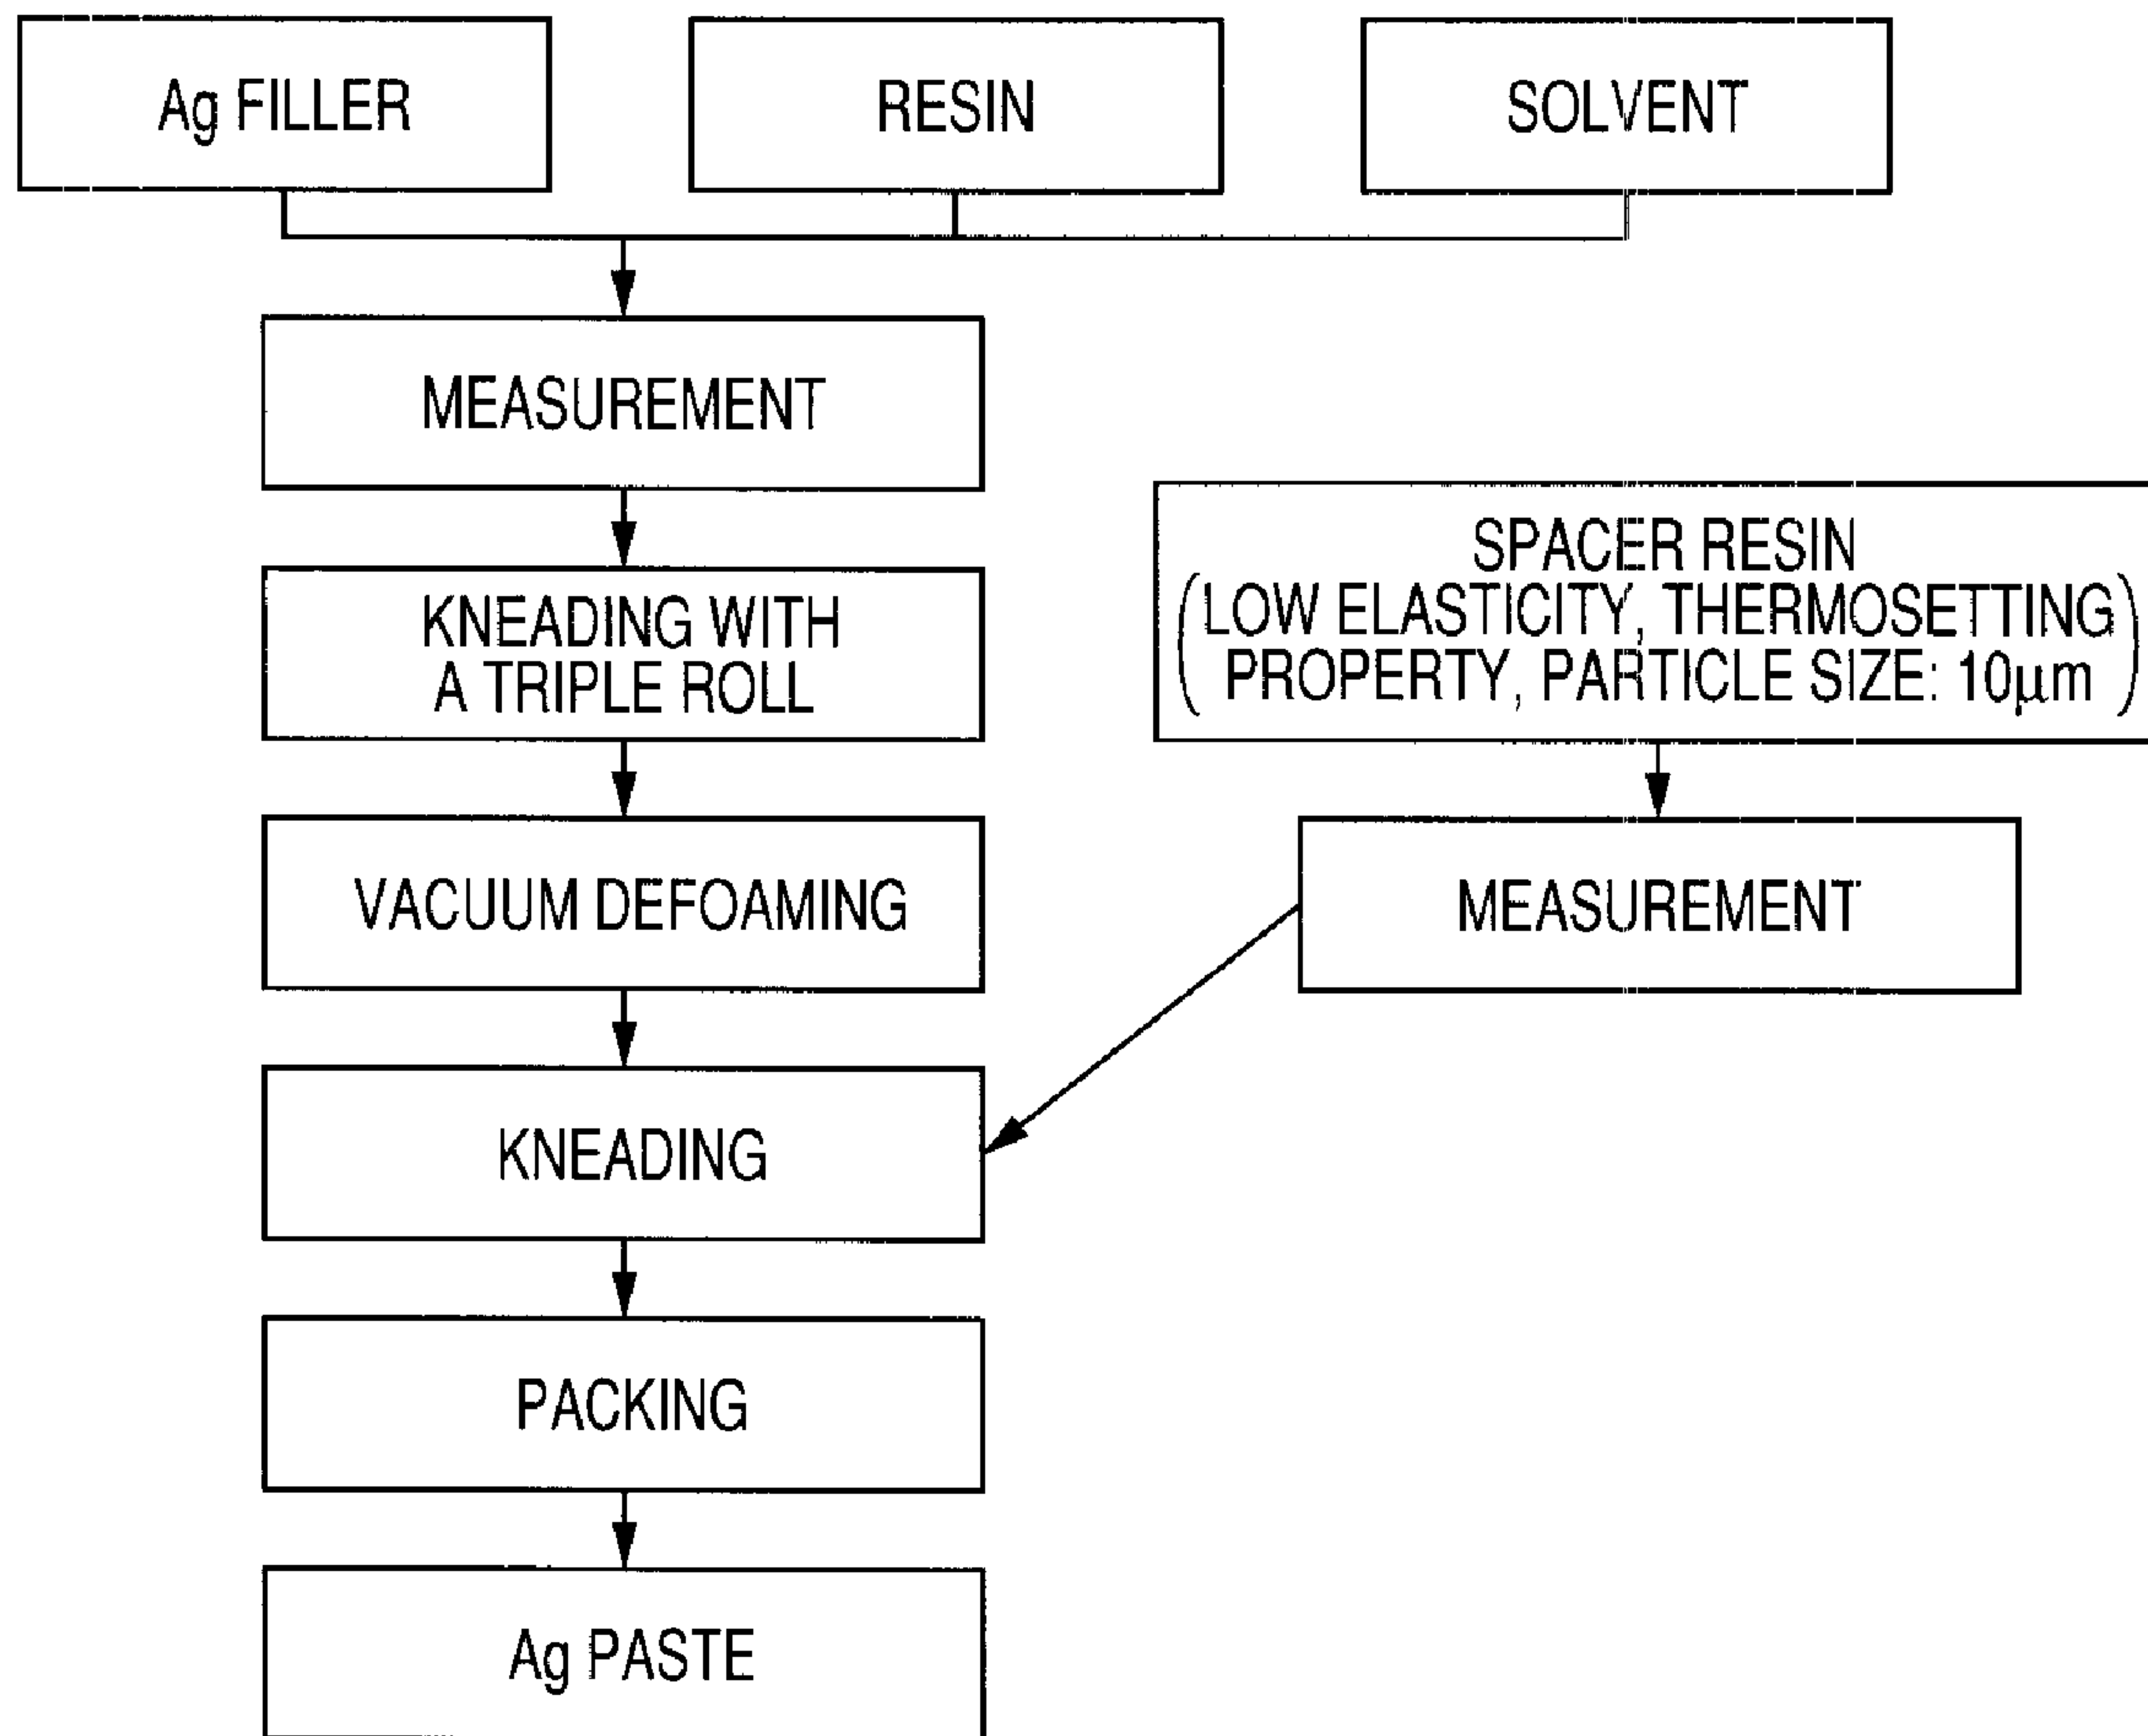 Ag FILLER
RESIN
SOLVENT
MEASUREMENT
KNEADING WITH
A TRIPLE ROLL
SPACER RESIN
(LOW ELASTICITY, THERMOSETTING
PROPERTY, PARTICLE SIZE: 10μm)
VACUUM DEFOAMING
MEASUREMENT
KNEADING
PACKING
Ag PASTE